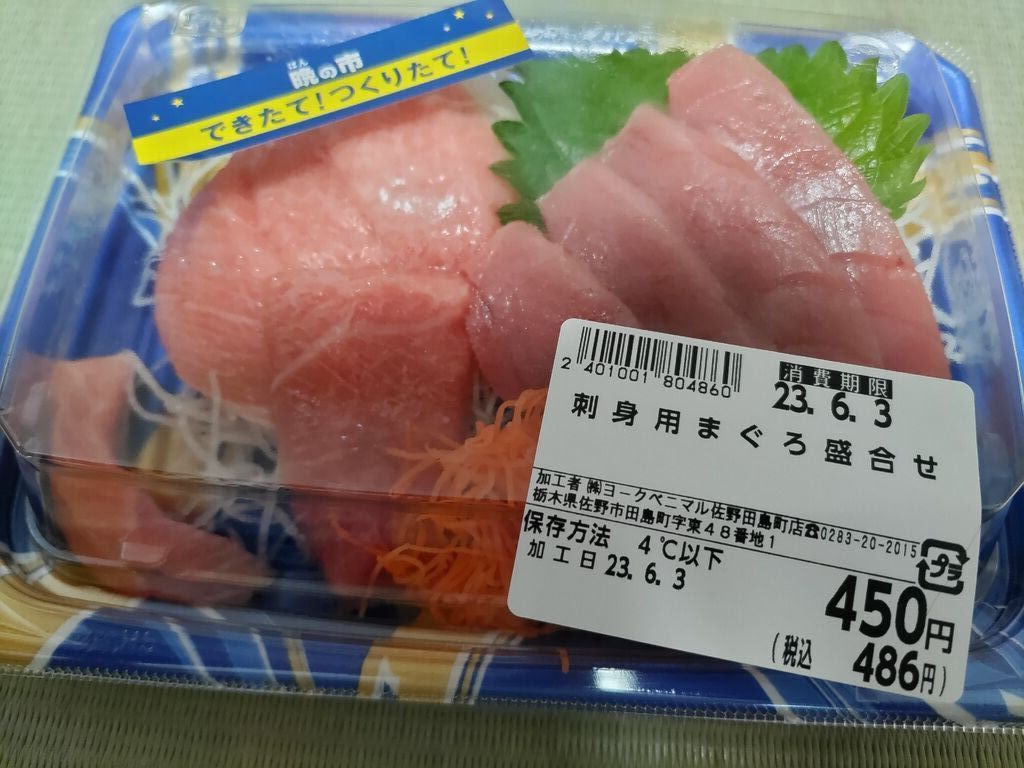 ばん
暁の市
できたて!つくりたて!
2 401001 804860
消費期限
23. 6. 3
刺身用まぐろ盛合せ
加工者 ㈱ヨークベニマル佐野田島町店☎0283-20-2015
栃木県佐野市田島町字東48番地1
保存方法 4℃以下
加工日 23. 6. 3
プラ
450円
(税込 486円)